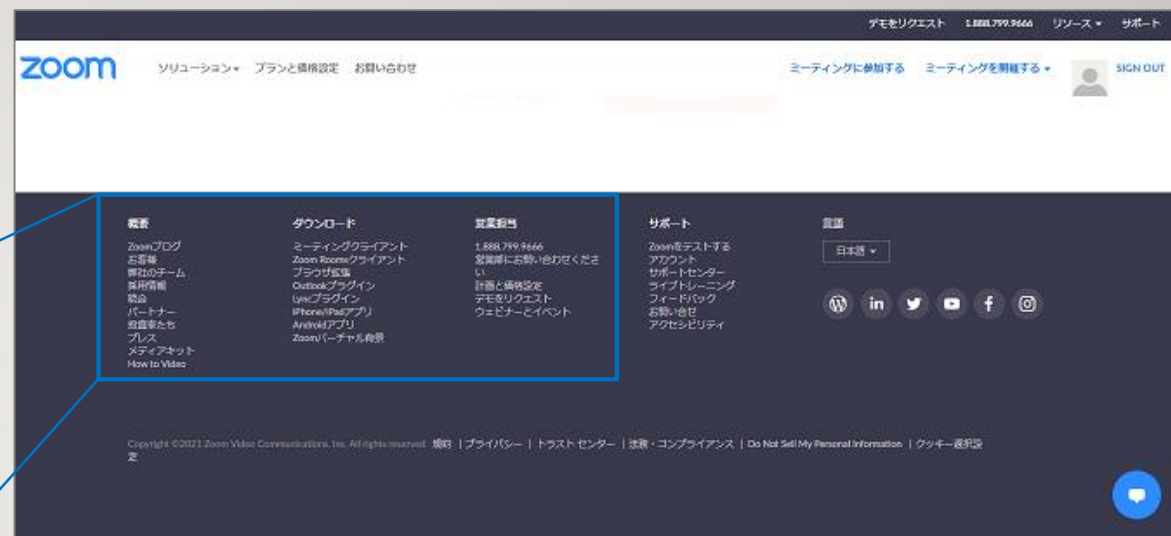 デモをリクエスト 1.888.799.9666 リソース サポート
zoom ソリューション プランと価格設定 お問い合わせ ミーティングに参加する ミーティングを開催する SIGN OUT
概要
Zoomブログ
お客様
弊社のチーム
採用情報
統合
パートナー
投資家たち
プレス
メディアキット
How to Video
ダウンロード
ミーティングクライアント
Zoom Roomsクライアント
ブラウザ拡張
Outlookプラグイン
Lyncプラグイン
iPhone/iPadアプリ
Androidアプリ
Zoomバーチャル背景
営業担当
1.888.799.9666
営業部にお問い合わせくださ
い
計画と価格設定
デモをリクエスト
ウェビナーとイベント
サポート
Zoomをテストする
アカウント
サポートセンター
ライブトレーニング
フィードバック
お問い合せ
アクセシビリティ
言語
日本語
Copyright ©2021 Zoom Video Communications, Inc. All rights reserved. 規約 | プライバシー | トラスト センター | 法務・コンプライアンス | Do Not Sell My Personal Information | クッキー選択設
定